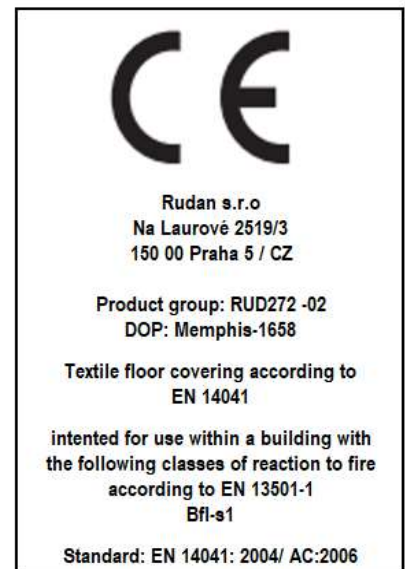 CE
Rudan s.r.o
Na Laurové 2519/3
150 00 Praha 5 / CZ
Product group: RUD272 -02
DOP: Memphis-1658
Textile floor covering according to
EN 14041
intented for use within a building with
the following classes of reaction to fire
according to EN 13501-1
Bfl-s1
Standard: EN 14041: 2004/ AC:2006